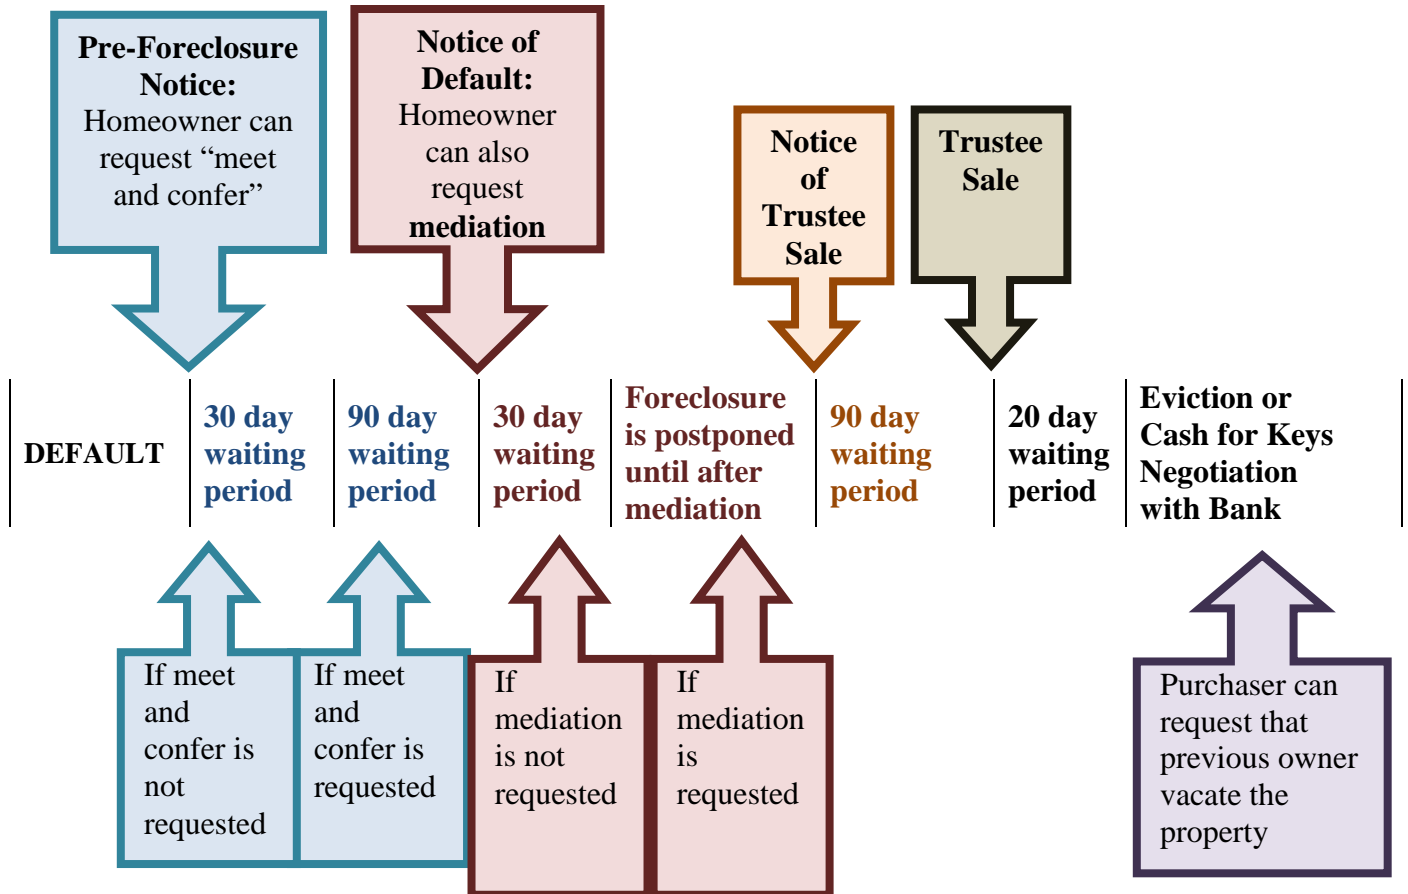 Pre-Foreclosure
Notice:
Homeowner can
request “meet
and confer”
Notice of
Default:
Homeowner
can also
request
mediation
Notice
of
Trustee
Sale
Trustee
Sale
DEFAULT
30 day
waiting
period
90 day
waiting
period
30 day
waiting
period
Foreclosure
is postponed
until after
mediation
90 day
waiting
period
20 day
waiting
period
Eviction or
Cash for Keys
Negotiation
with Bank
If meet
and
confer is
not
requested
If meet
and
confer is
requested
If
mediation
is not
requested
If
mediation
is
requested
Purchaser can
request that
previous owner
vacate the
property